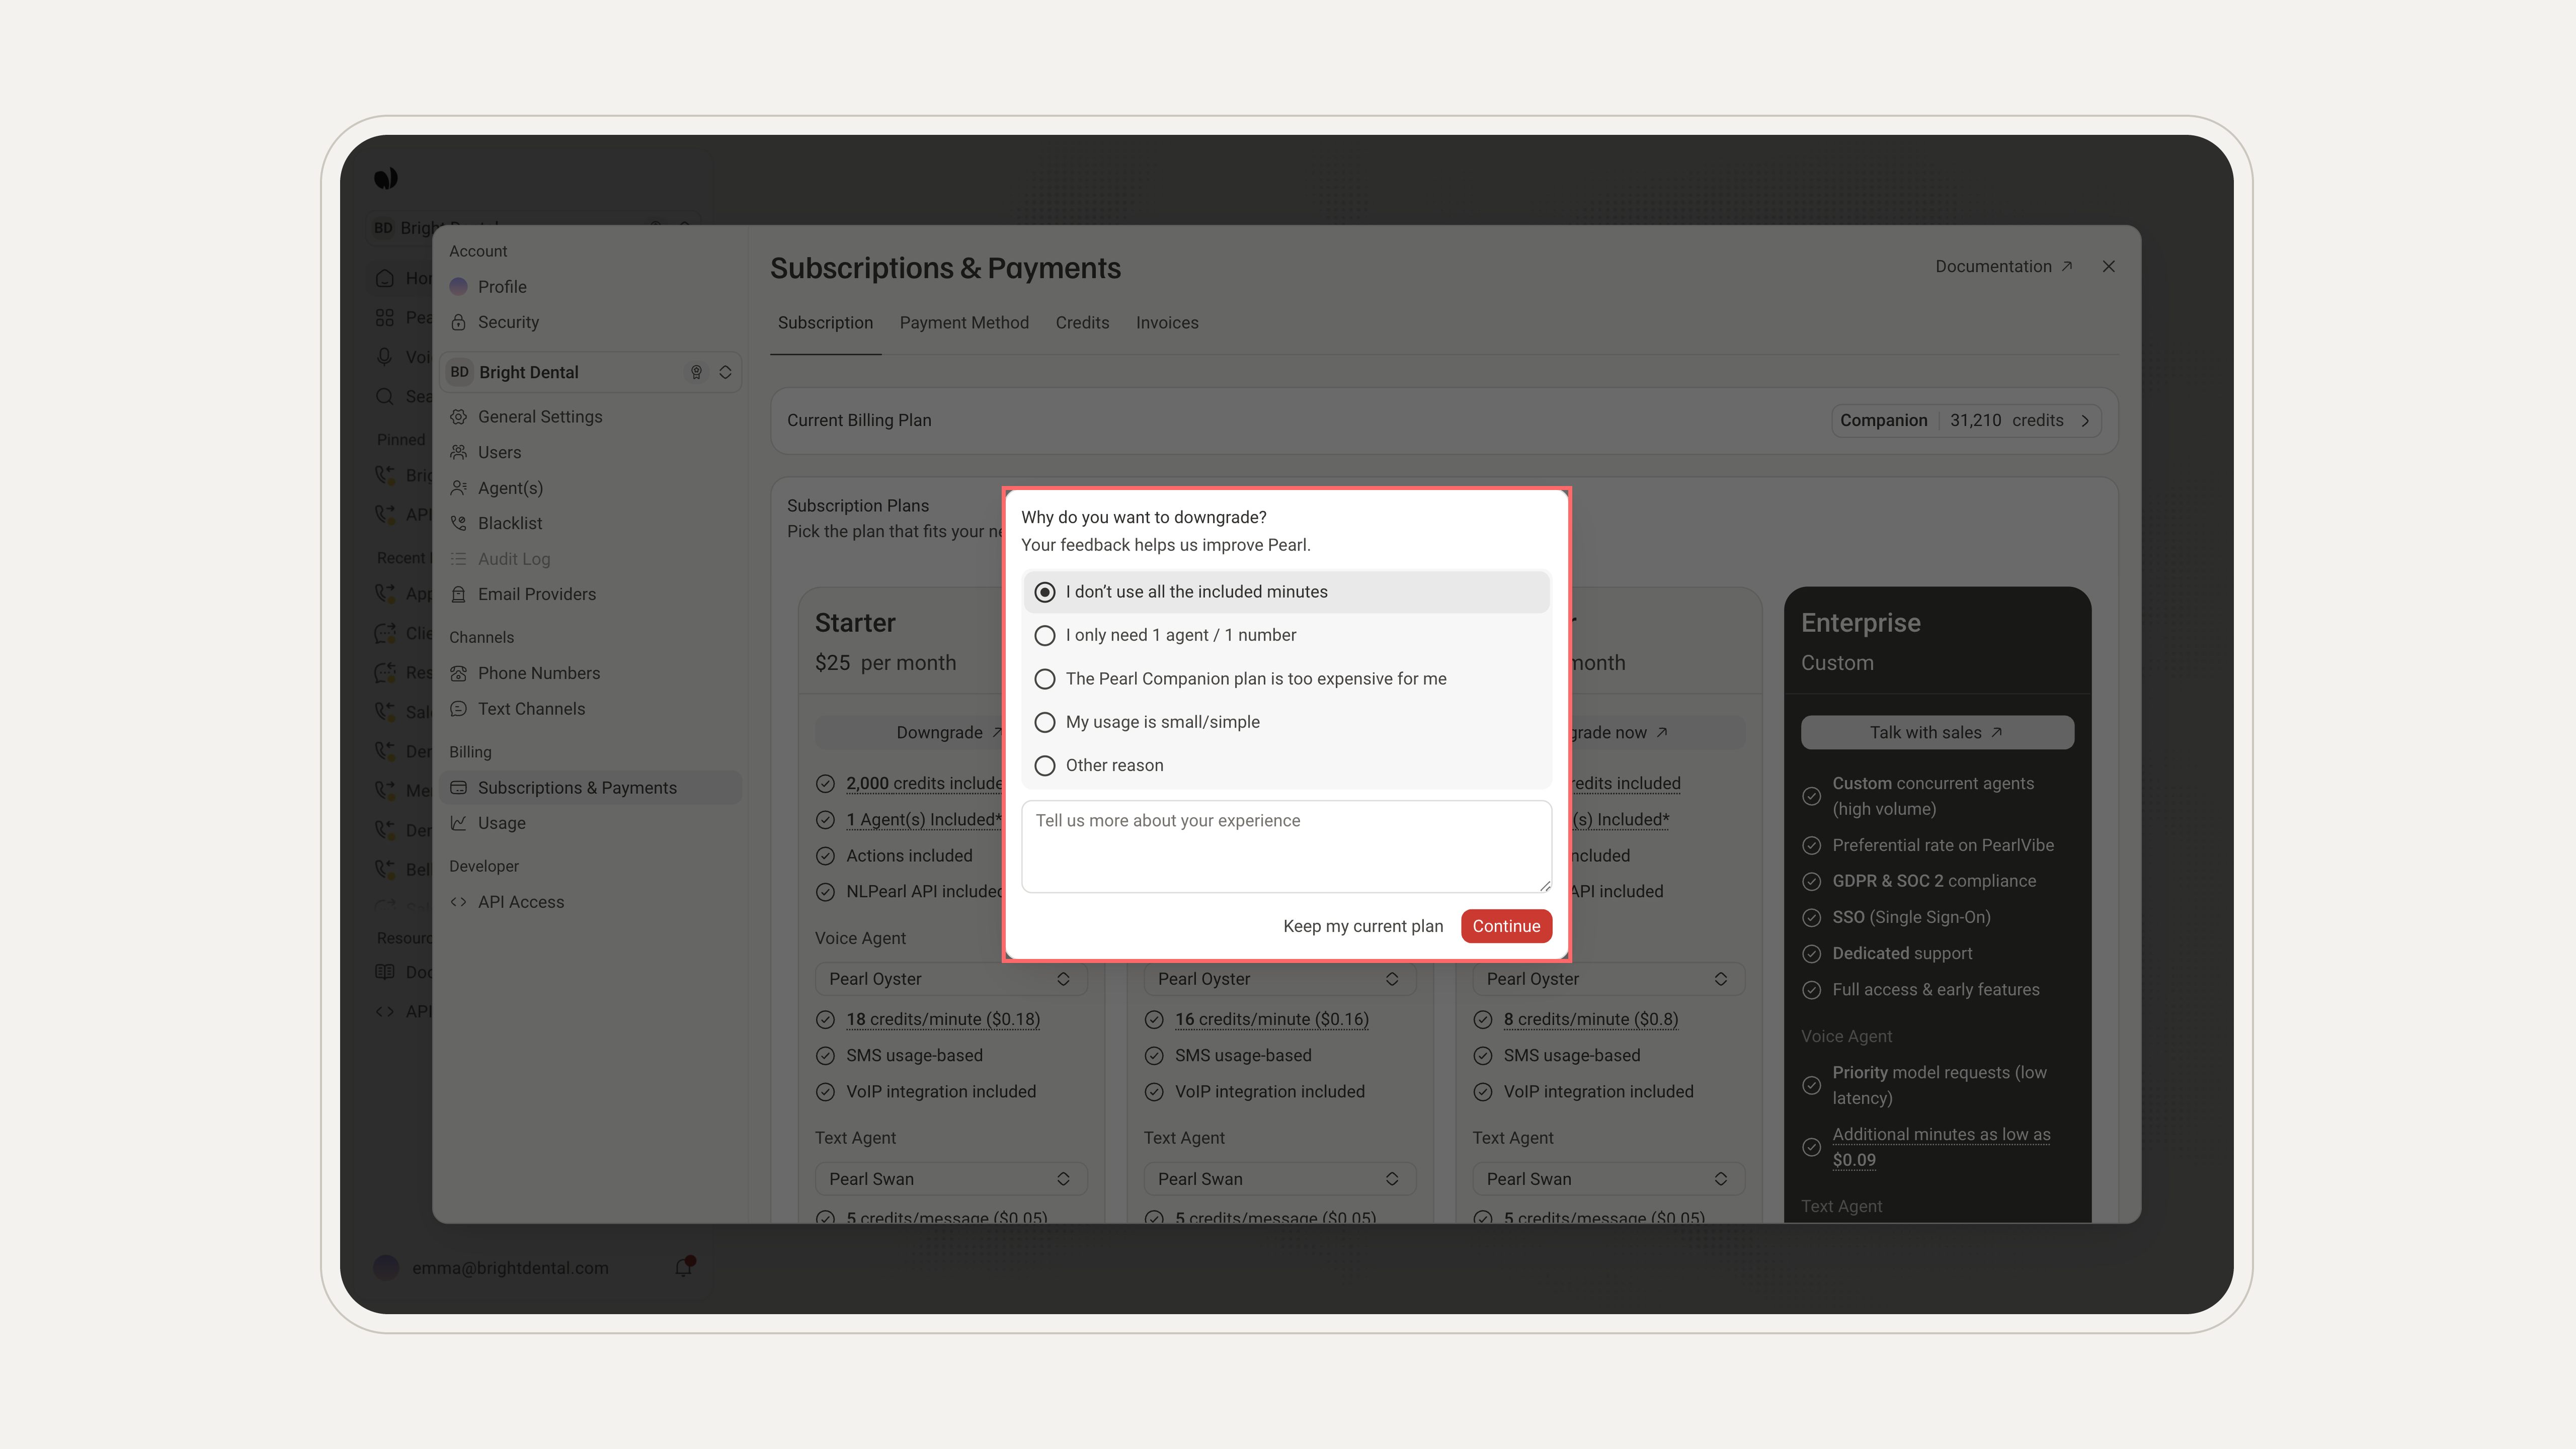 BD Brigh
Account
Profile
Security
BD Bright Dental
General Settings
Users
Agent(s)
Blacklist
Audit Log
Email Providers
Channels
Phone Numbers
Text Channels
Billing
Subscriptions & Payments
Usage
Developer
API Access
Pinned
Recent
emma@brightdental.com
Subscriptions & Payments
Documentation
Subscription Payment Method Credits Invoices
Current Billing Plan
Companion 31,210 credits
Subscription Plans
Pick the plan that fits your ne
Why do you want to downgrade?
Your feedback helps us improve Pearl.
I don’t use all the included minutes
I only need 1 agent / 1 number
The Pearl Companion plan is too expensive for me
My usage is small/simple
Other reason
Tell us more about your experience
Keep my current plan Continue
Starter
$25 per month
Downgrade
2,000 credits include
1 Agent(s) Included*
Actions included
NLPearl API included
Voice Agent
Pearl Oyster
18 credits/minute ($0.18)
SMS usage-based
VoIP integration included
Text Agent
Pearl Swan
5 credits/message ($0.05)
Pearl Oyster
16 credits/minute ($0.16)
SMS usage-based
VoIP integration included
Text Agent
Pearl Swan
5 credits/message ($0.05)
month
grade now
redits included
(s) Included*
ncluded
API included
Pearl Oyster
8 credits/minute ($0.8)
SMS usage-based
VoIP integration included
Text Agent
Pearl Swan
5 credits/message ($0.05)
Enterprise
Custom
Talk with sales
Custom concurrent agents
(high volume)
Preferential rate on PearlVibe
GDPR & SOC 2 compliance
SSO (Single Sign-On)
Dedicated support
Full access & early features
Voice Agent
Priority model requests (low
latency)
Additional minutes as low as
$0.09
Text Agent